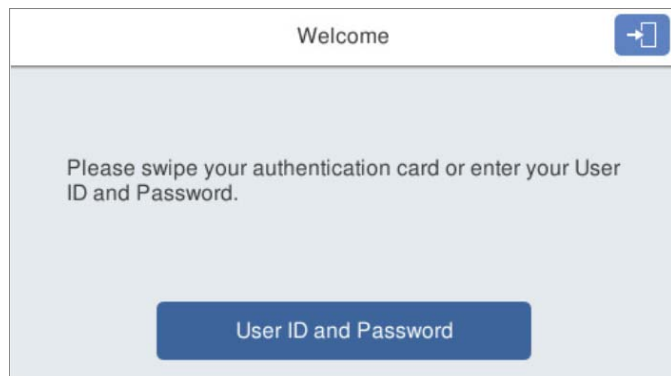 Welcome
Please swipe your authentication card or enter your User
ID and Password.
User ID and Password